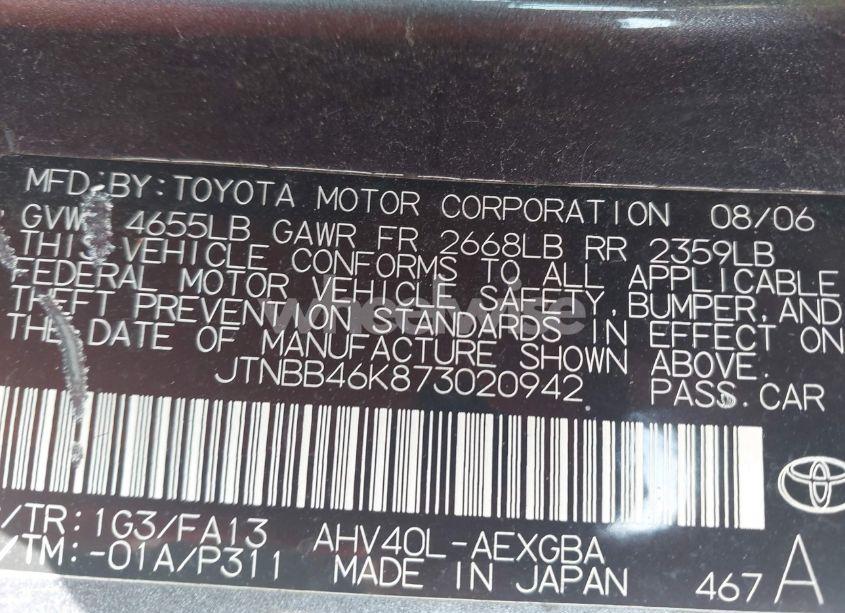 MFD. BY: TOYOTA MOTOR CORPORATION 08/06
GVWR 4655LB GAWR FR 2668LB RR 2359LB
THIS VEHICLE CONFORMS TO ALL APPLICABLE
FEDERAL MOTOR VEHICLE SAFETY, BUMPER, AND
THEFT PREVENTION STANDARDS IN EFFECT ON
THE DATE OF MANUFACTURE SHOWN ABOVE.
JTNBB46K873020942 PASS. CAR
/TR: 1G3/FA13 AHV40L-AEXGBA
/TM: -01A/P311 MADE IN JAPAN 467 A
wheelwise